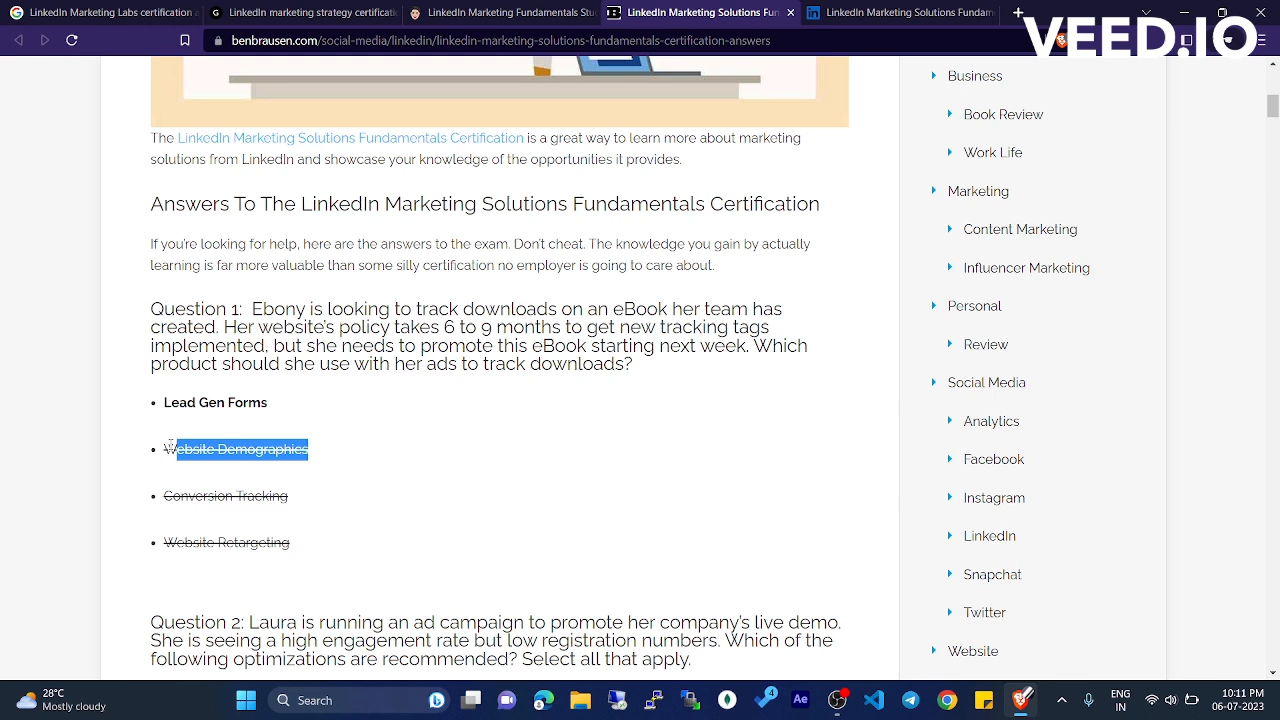 LinkedIn Marketing Labs certification a
LinkedIn marketing strategy certificati
LinkedIn Marketing Fundamentals Stu
LinkedIn Marketing Solutions Fun
LinkedIn Marketing Solutions Fundam
VEED.IO
benbrausen.com/social-media/linkedin/linkedin-marketing-solutions-fundamentals-certification-answers
The LinkedIn Marketing Solutions Fundamentals Certification is a great way to learn more about marketing
solutions from LinkedIn and showcase your knowledge of the opportunities it provides.
Answers To The LinkedIn Marketing Solutions Fundamentals Certification
If you're looking for help, here are the answers to the exam. Don't cheat. The knowledge you gain by actually
learning is far more valuable than some silly certification no employer is going to care about.
Question 1: Ebony is looking to track downloads on an eBook her team has
created. Her website's policy takes 6 to 9 months to get new tracking tags
implemented, but she needs to promote this eBook starting next week. Which
product should she use with her ads to track downloads?
Lead Gen Forms
Website Demographics
Conversion Tracking
Website Retargeting
Question 2: Laura is running an ad campaign to promote her company's live demo.
She is seeing a high engagement rate but low registration numbers. Which of the
following optimizations are recommended? Select all that apply.
Business
Book Review
Work Life
Marketing
Content Marketing
Influencer Marketing
Personal
Review
Social Media
Analytics
Facebook
Instagram
LinkedIn
Snapchat
Twitter
Website
28°C
Mostly cloudy
Search
4
Ae
ENG
IN
10:11 PM
06-07-2023